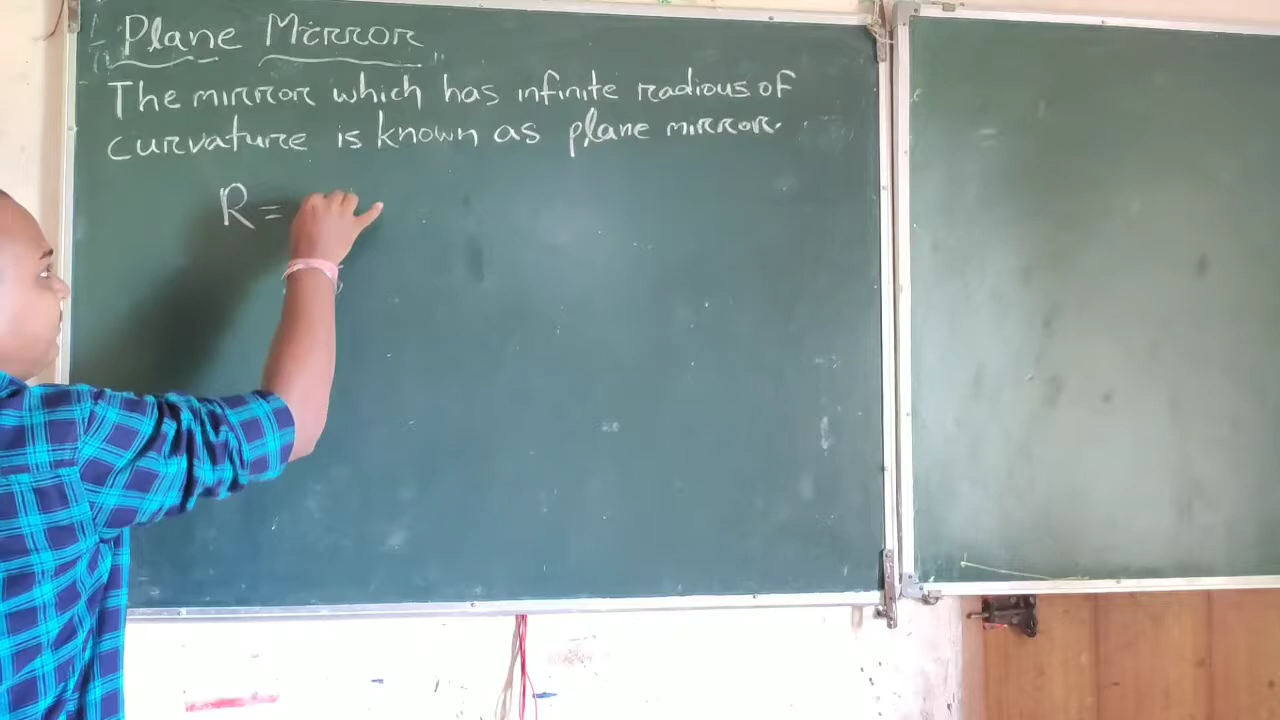 Plane Mirror
The mirror which has infinite radious of
curvature is known as plane mirror.
R =